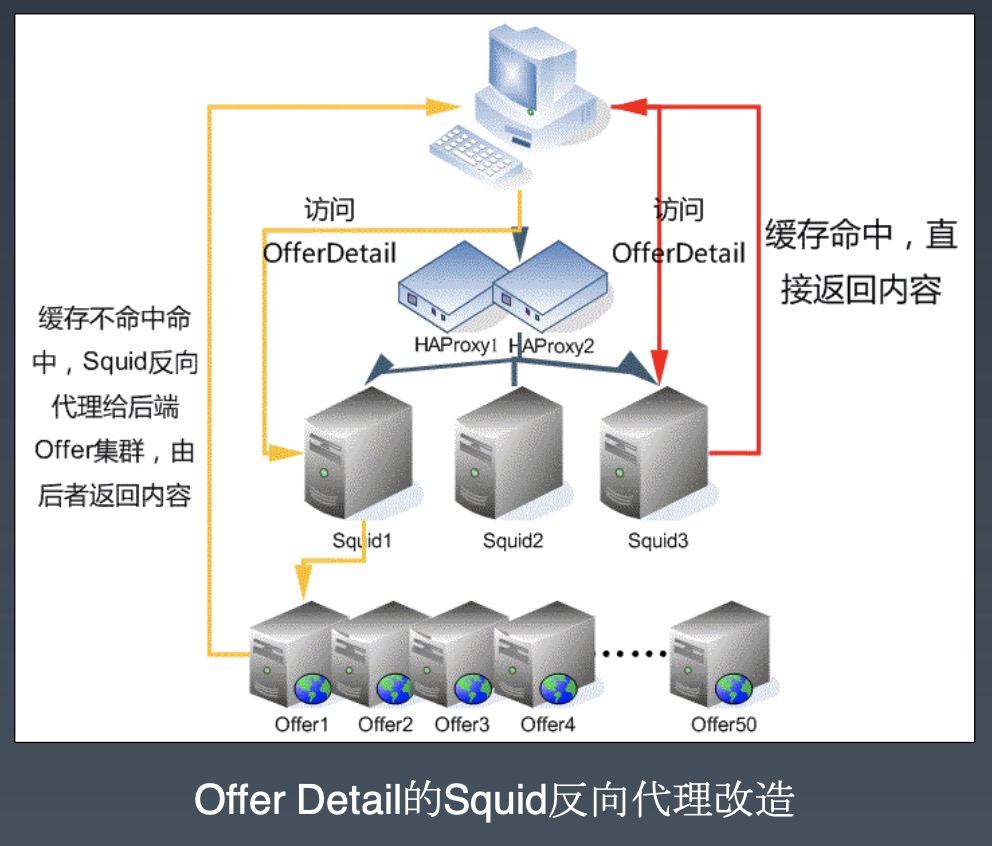 访问
OfferDetail
访问
OfferDetail
缓存命中，直
接返回内容
缓存不命中命
中，Squid反向
代理给后端
Offer集群，由
后者返回内容
HAProxy1
HAProxy2
Squid1
Squid2
Squid3
Offer1
Offer2
Offer3
Offer4
Offer50
Offer Detail的Squid反向代理改造